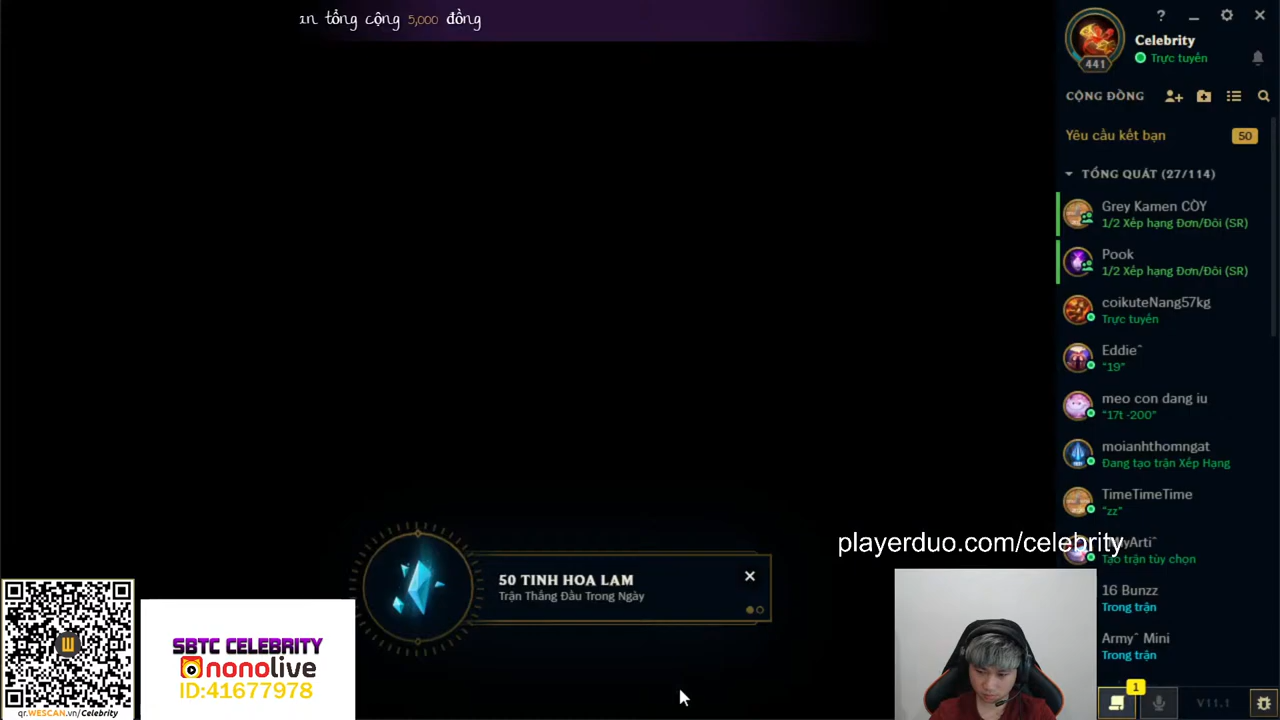 ın tổng cộng 5,000 đồng
Celebrity
441
Trực tuyến
CỘNG ĐỒNG
Yêu cầu kết bạn
50
TỔNG QUÁT (27/114)
Grey Kamen CÒY
1/2 Xếp hạng Đơn/Đôi (SR)
Pook
1/2 Xếp hạng Đơn/Đôi (SR)
coikuteNang57kg
Trực tuyến
Eddie^
"19"
meo con dang iu
"17t -200"
moianhthomngat
Đang tạo trận Xếp Hạng
TimeTimeTime
"zz"
playerduo.com/celebrity
Arti^
Tạo trận tùy chọn
50 TINH HOA LAM
Trận Thắng Đầu Trong Ngày
16 Bunzz
Trong trận
Army^ Mini
Trong trận
SBTC CELEBRITY
nonolive
ID:41677978
qr.WESCAN.vn/Celebrity
1
V11.1